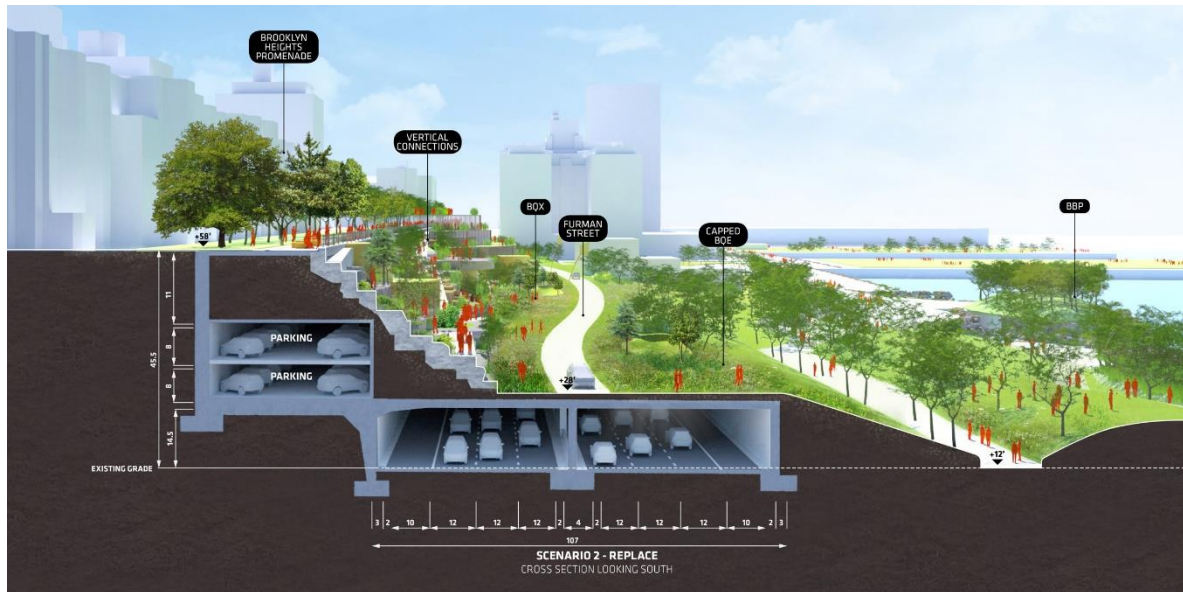 BROOKLYN
HEIGHTS
PROMENADE
VERTICAL
CONNECTIONS
BQX
FURMAN
STREET
CAPPED
BQE
BBP
+58'
11
PARKING
8
45.5
PARKING
8
+28'
14.5
+12'
EXISTING GRADE
3 2 10 12 12 12 2 4 2 12 12 12 10 2 3
107
SCENARIO 2 - REPLACE
CROSS SECTION LOOKING SOUTH